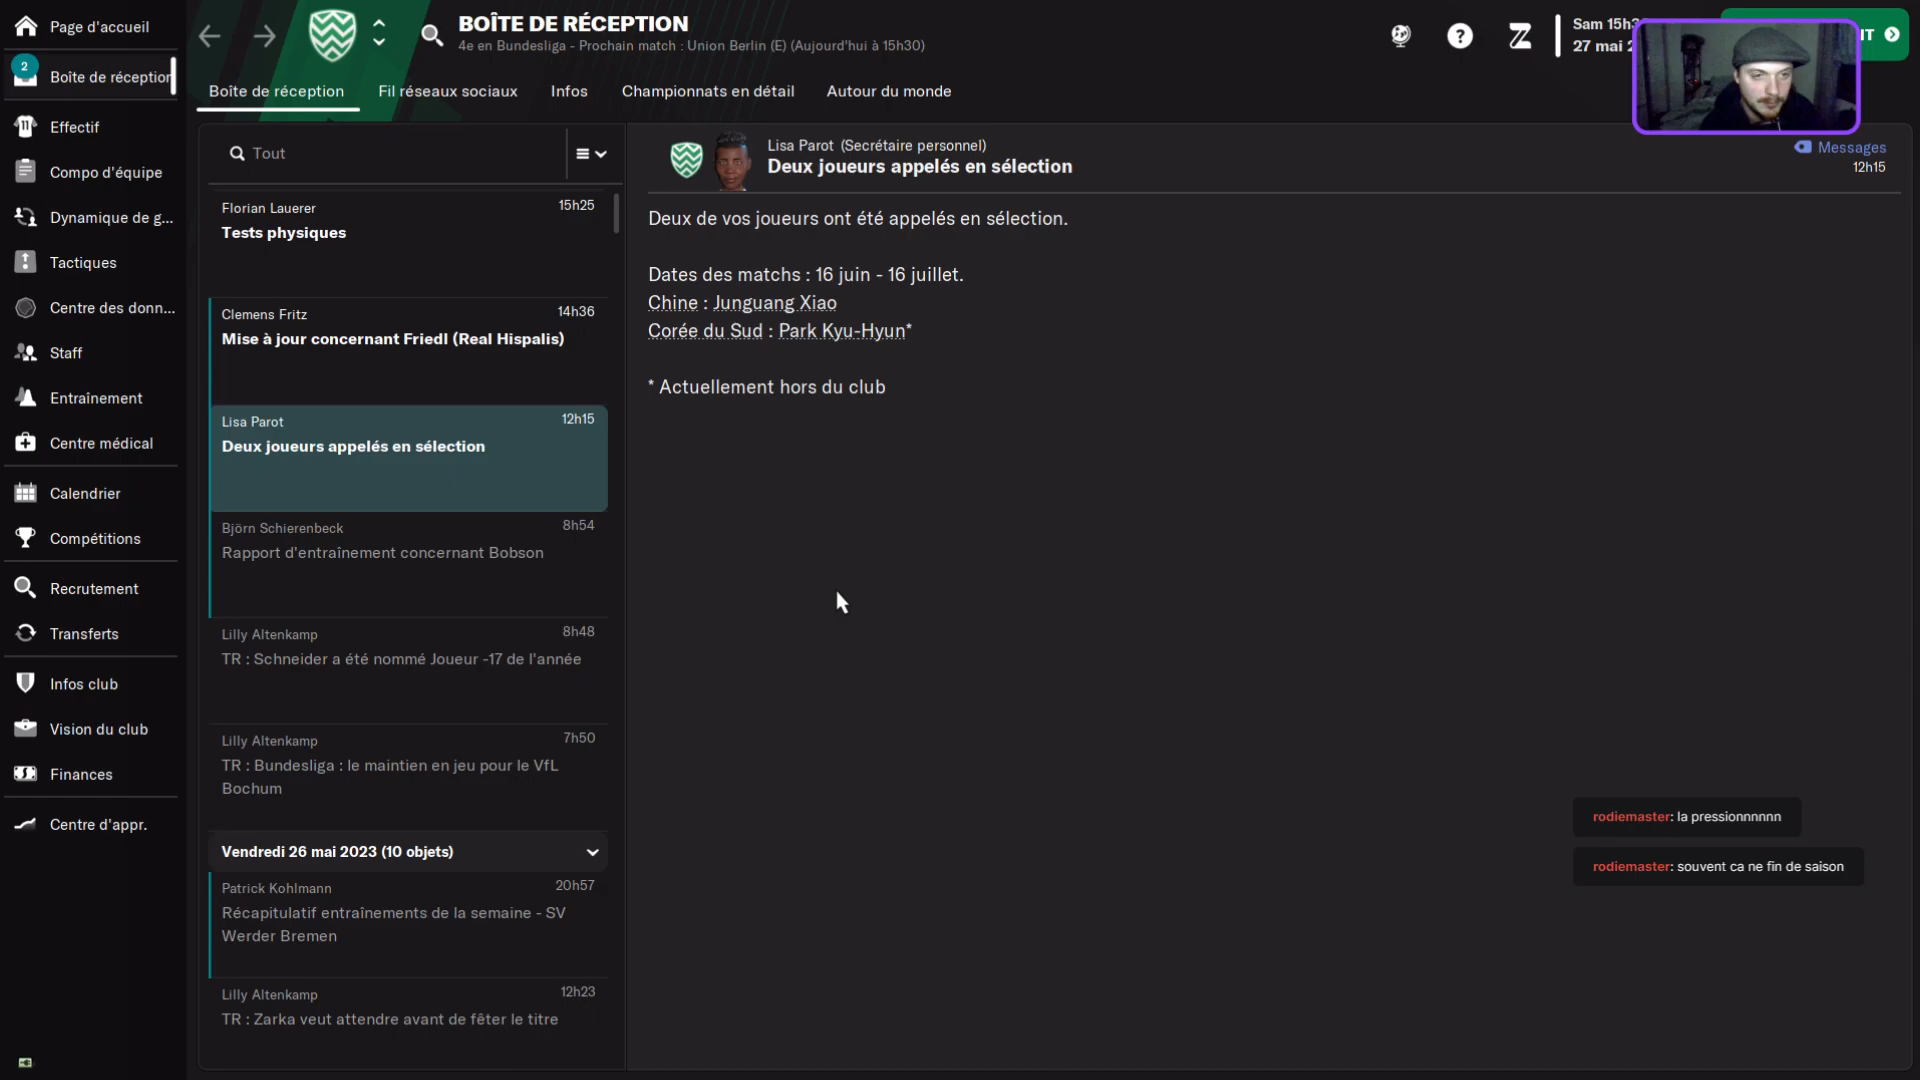 Page d'accueil
2
Boîte de réception
Effectif
Compo d'équipe
Dynamique de g...
Tactiques
Centre des donn...
Staff
Entraînement
Centre médical
Calendrier
Compétitions
Recrutement
Transferts
Infos club
Vision du club
Finances
Centre d'appr.
BOÎTE DE RÉCEPTION
4e en Bundesliga - Prochain match : Union Berlin (E) (Aujourd'hui à 15h30)
Sam 15h3
27 mai 2
Boîte de réception
Fil réseaux sociaux
Infos
Championnats en détail
Autour du monde
Tout
Florian Lauerer
15h25
Tests physiques
Clemens Fritz
14h36
Mise à jour concernant Friedl (Real Hispalis)
Lisa Parot
12h15
Deux joueurs appelés en sélection
Björn Schierenbeck
8h54
Rapport d'entraînement concernant Bobson
Lilly Altenkamp
8h48
TR : Schneider a été nommé Joueur -17 de l'année
Lilly Altenkamp
7h50
TR : Bundesliga : le maintien en jeu pour le VfL
Bochum
Vendredi 26 mai 2023 (10 objets)
Patrick Kohlmann
20h57
Récapitulatif entraînements de la semaine - SV
Werder Bremen
Lilly Altenkamp
12h23
TR : Zarka veut attendre avant de fêter le titre
Lisa Parot (Secrétaire personnel)
Deux joueurs appelés en sélection
Messages
12h15
Deux de vos joueurs ont été appelés en sélection.
Dates des matchs : 16 juin - 16 juillet.
Chine : Junguang Xiao
Corée du Sud : Park Kyu-Hyun*
* Actuellement hors du club
rodiemaster: la pressionnnnnn
rodiemaster: souvent ca ne fin de saison